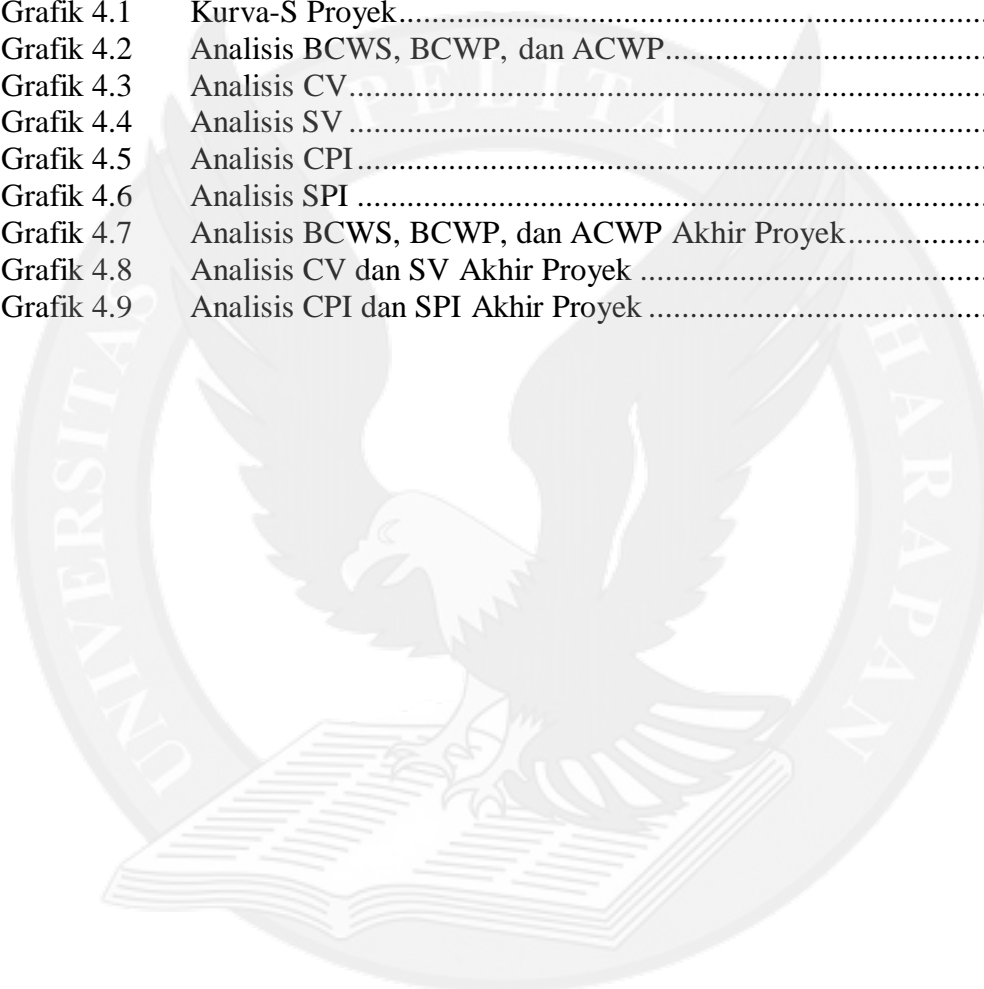 Grafik 4.1 Kurva-S Proyek..................................................................
Grafik 4.2 Analisis BCWS, BCWP, dan ACWP..................................................
Grafik 4.3 Analisis CV..................................................................
Grafik 4.4 Analisis SV ..................................................................
Grafik 4.5 Analisis CPI..................................................................
Grafik 4.6 Analisis SPI ..................................................................
Grafik 4.7 Analisis BCWS, BCWP, dan ACWP Akhir Proyek..................
Grafik 4.8 Analisis CV dan SV Akhir Proyek ..........................................
Grafik 4.9 Analisis CPI dan SPI Akhir Proyek ........................................
UNIVERSITAS PELITA HARAPAN